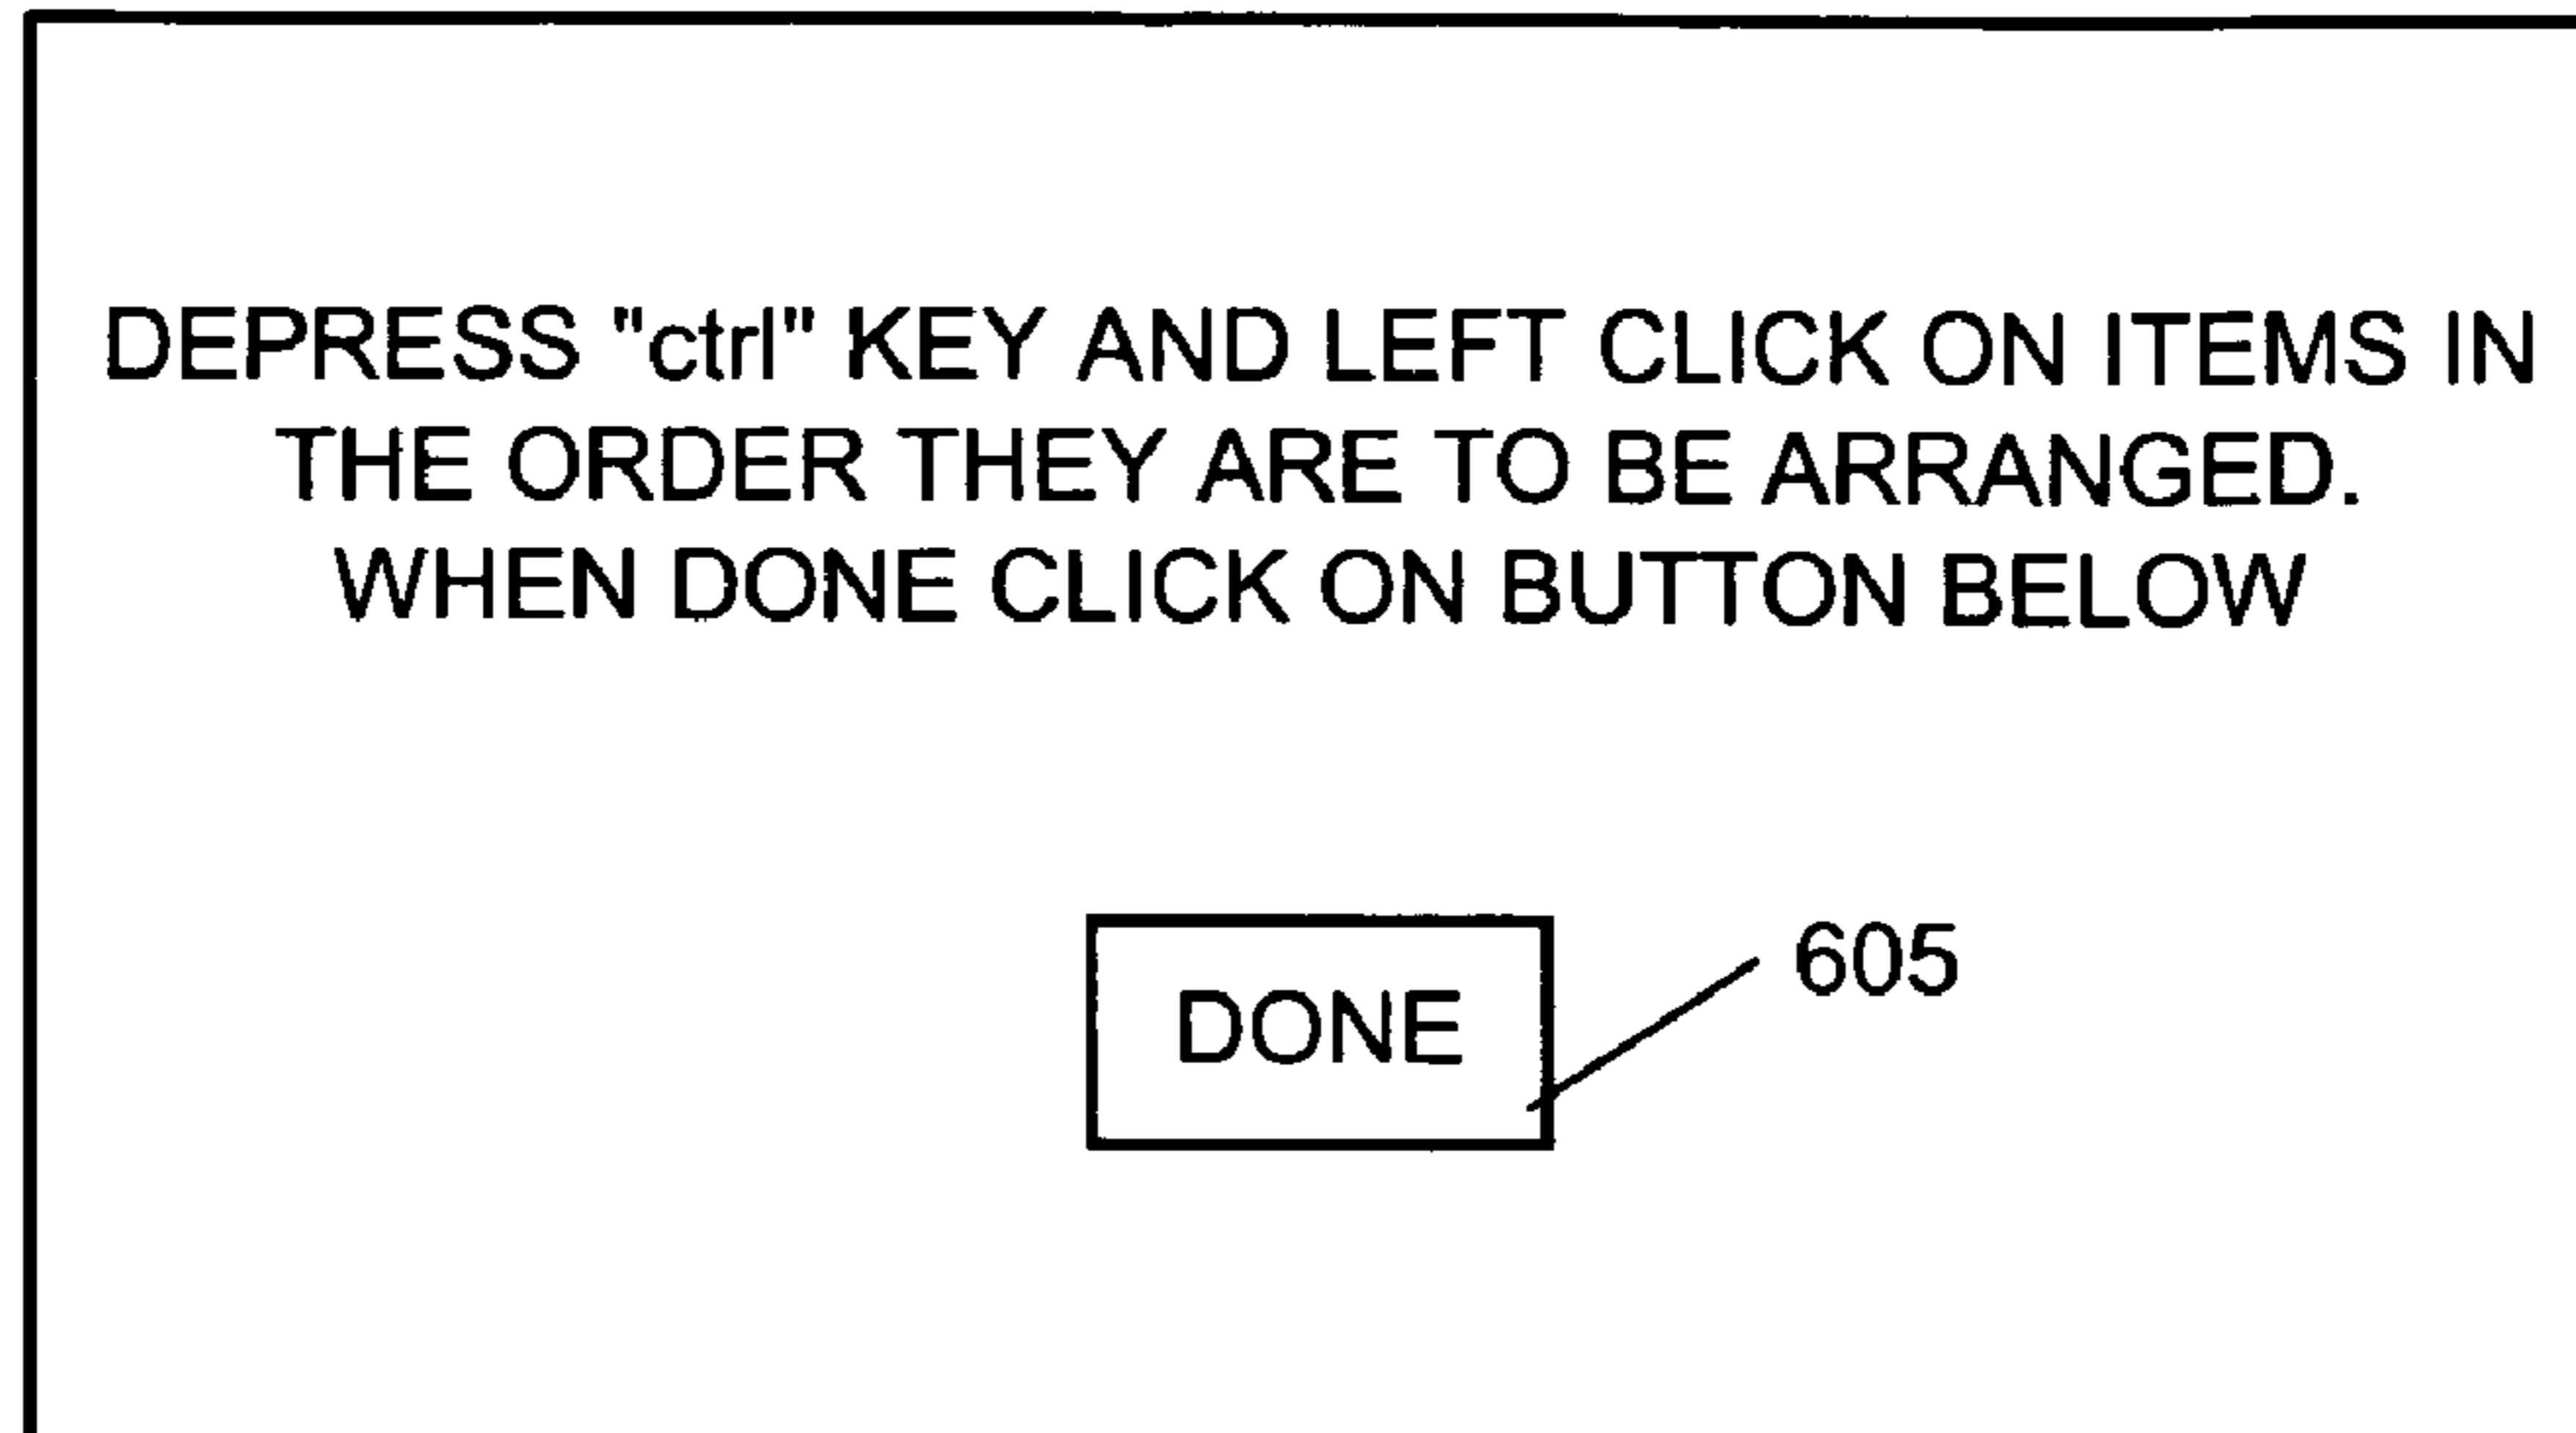 DEPRESS "ctrl" KEY AND LEFT CLICK ON ITEMS IN
THE ORDER THEY ARE TO BE ARRANGED.
WHEN DONE CLICK ON BUTTON BELOW
605
DONE